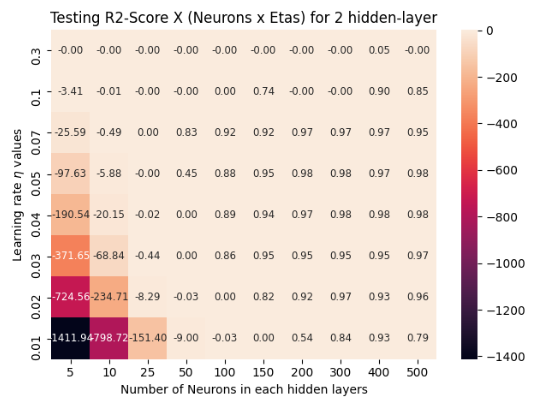 Testing R2-Score X (Neurons x Etas) for 2 hidden-layer
0.3 -0.00 -0.00 -0.00 -0.00 -0.00 -0.00 -0.00 -0.00 0.05 -0.00 0
0.1 -3.41 -0.01 -0.00 -0.00 0.00 0.74 -0.00 -0.00 0.90 0.85 −200
0.07 -25.59 -0.49 0.00 0.83 0.92 0.92 0.97 0.97 0.97 0.95 −400
0.05 -97.63 -5.88 -0.00 0.45 0.88 0.95 0.98 0.98 0.97 0.98 −600
0.04 -190.54 -20.15 -0.02 0.00 0.89 0.94 0.97 0.98 0.98 0.98 −800
0.03 -371.65 -68.84 -0.44 0.00 0.86 0.95 0.95 0.95 0.95 0.97 −1000
0.02 -724.56 -234.71 -8.29 -0.03 0.00 0.82 0.92 0.97 0.93 0.96 −1200
0.01 -1411.94 -798.72 -151.40 -9.00 -0.03 0.00 0.54 0.84 0.93 0.79 −1400
5 10 25 50 100 150 200 300 400 500
Learning rate η values
Number of Neurons in each hidden layers